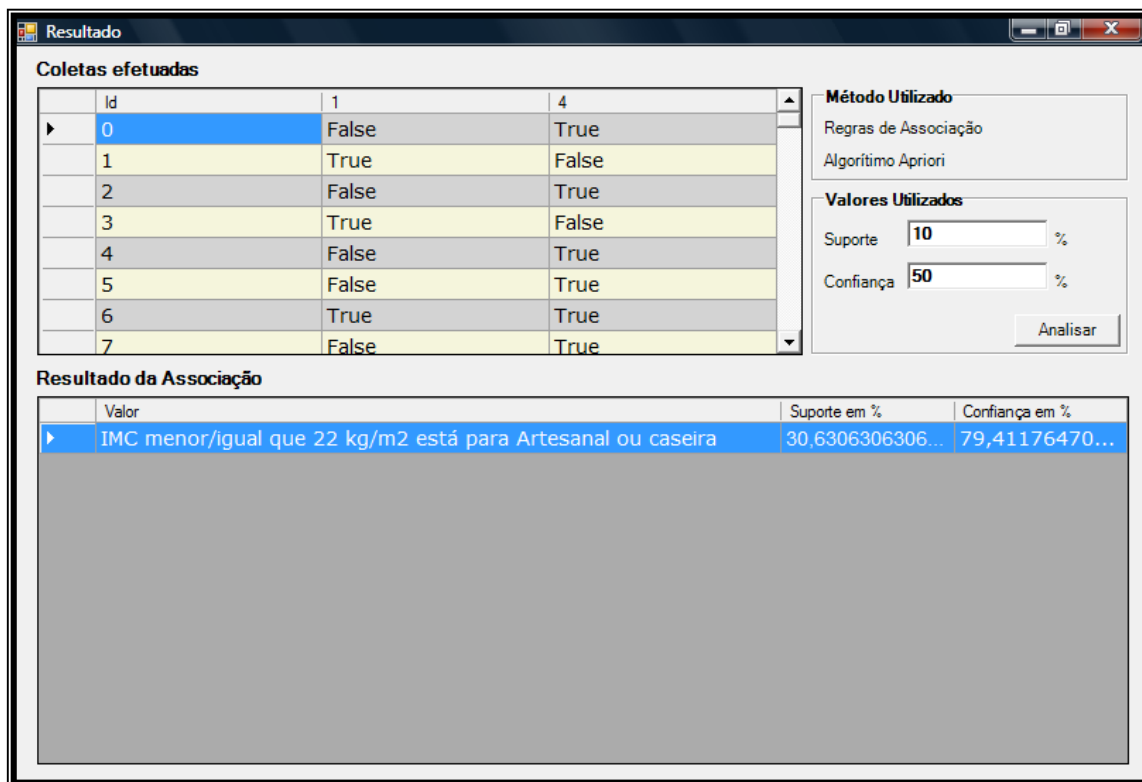 Resultado
Coletas efetuadas
Id 1 4
0 False True
1 True False
2 False True
3 True False
4 False True
5 False True
6 True True
7 False True
Método Utilizado
Regras de Associação
Algorítimo Apriori
Valores Utilizados
Suporte 10 %
Confiança 50 %
Analisar
Resultado da Associação
Valor Suporte em % Confiança em %
IMC menor/igual que 22 kg/m2 está para Artesanal ou caseira 30,6306306306... 79,41176470...